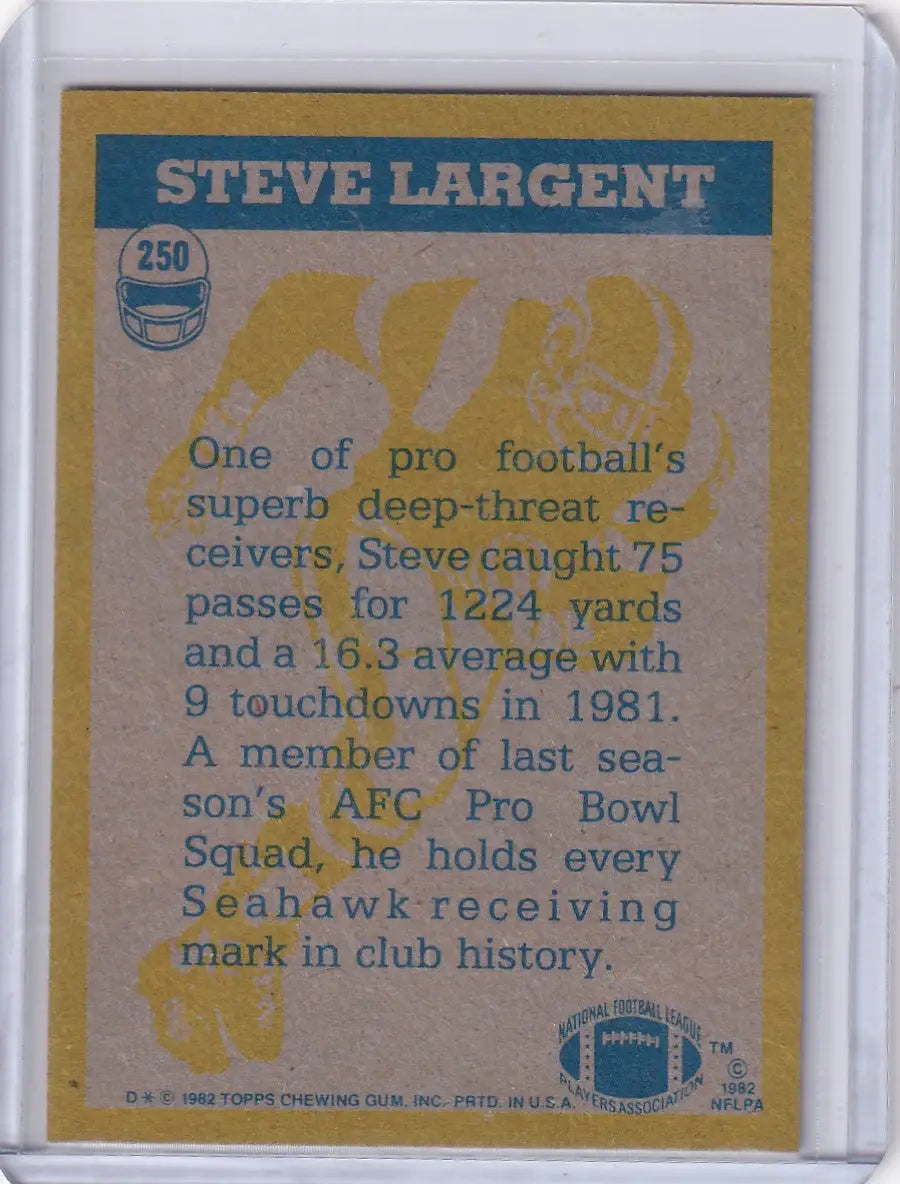 STEVE LARGENT
250
One of pro football's
superb deep-threat re-
ceivers, Steve caught 75
passes for 1224 yards
and a 16.3 average with
9 touchdowns in 1981.
A member of last sea-
son's AFC Pro Bowl
Squad, he holds every
Seahawk receiving
mark in club history.
NATIONAL FOOTBALL LEAGUE
PLAYERS ASSOCIATION
TM
©
1982
NFLPA
D * © 1982 TOPPS CHEWING GUM, INC. PRTD. IN U.S.A.